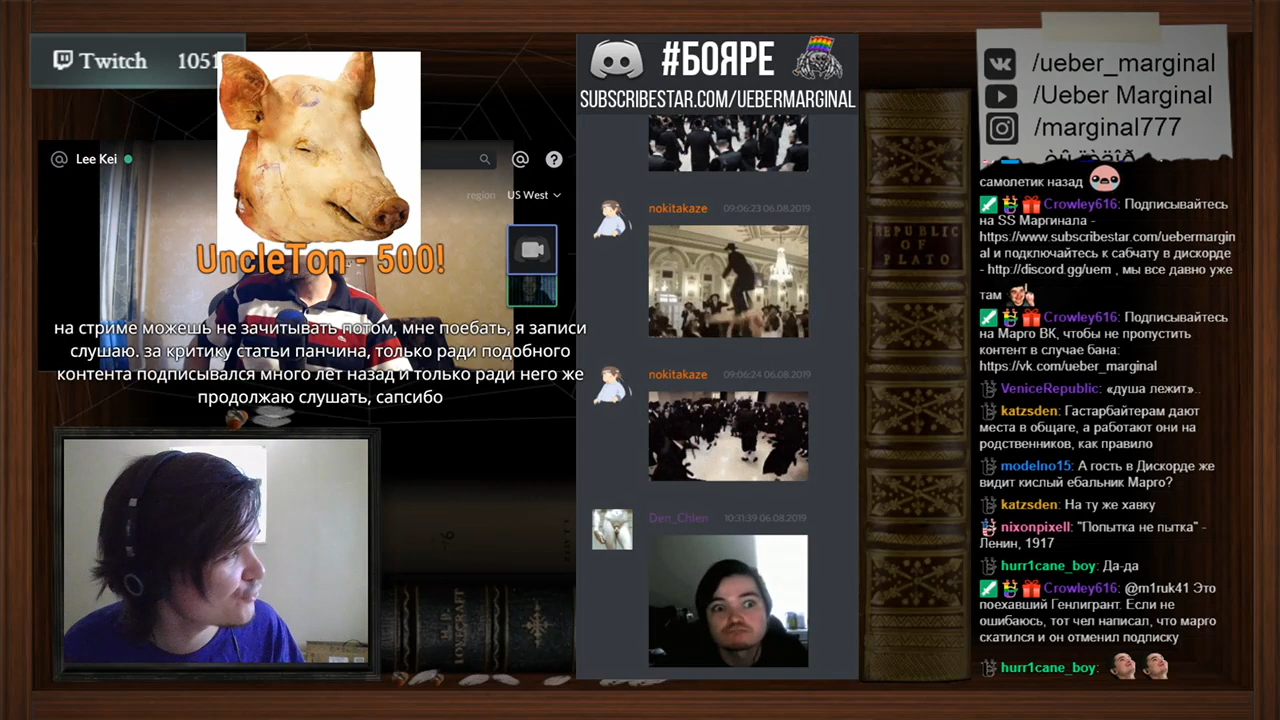 Twitch 1051
Lee Kei
region
US West
UncleTon - 500!
на стриме можешь не зачитывать потом, мне поебать, я записи
слушаю. за критику статьи панчина, только ради подобного
контента подписывался много лет назад и только ради него же
продолжаю слушать, сапсибо
#БОЯРЕ
SUBSCRIBESTAR.COM/UEBERMARGINAL
nokitakaze 09:06:23 06.08.2019
nokitakaze 09:06:24 06.08.2019
Den_Chlen 10:31:39 06.08.2019
REPUBLIC
OF
PLATO
/ueber_marginal
/Ueber Marginal
/marginal777
самолетик назад
Crowley616: Подписывайтесь
на SS Маргинала -
https://www.subscribestar.com/uebermargin
al и подключайтесь к сабчату в дискорде
- http://discord.gg/uem , мы все давно уже
там
Crowley616: Подписывайтесь
на Марго ВК, чтобы не пропустить
контент в случае бана:
https://vk.com/ueber_marginal
VeniceRepublic: «душа лежит»..
katzsden: Гастарбайтерам дают
места в общаге, а работают они на
родственников, как правило
modelno15: А гость в Дискорде же
видит кислый ебальник Марго?
katzsden: На ту же хавку
nixonpixell: "Попытка не пытка" -
Ленин, 1917
hurr1cane_boy: Да-да
Crowley616: @m1ruk41 Это
поехавший Генлигрант. Если не
ошибаюсь, тот чел написал, что марго
скатился и он отменил подписку
hurr1cane_boy: